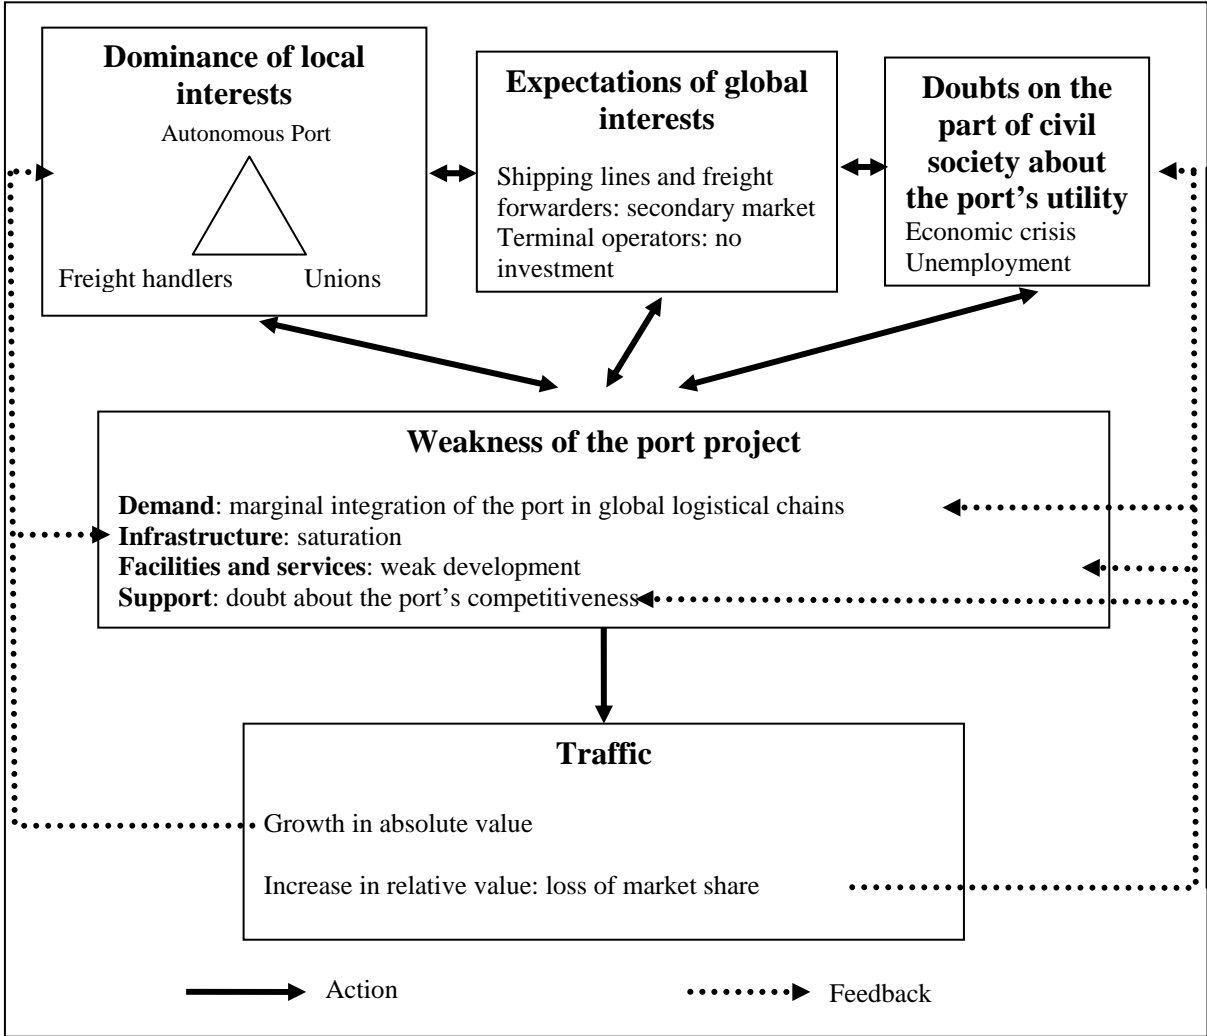 Dominance of local
interests
Autonomous Port
Freight handlers
Unions
Expectations of global
interests
Shipping lines and freight
forwarders: secondary market
Terminal operators: no
investment
Doubts on the
part of civil
society about
the port’s utility
Economic crisis
Unemployment
Weakness of the port project
Demand: marginal integration of the port in global logistical chains
Infrastructure: saturation
Facilities and services: weak development
Support: doubt about the port’s competitiveness
Traffic
Growth in absolute value
Increase in relative value: loss of market share
Action
Feedback